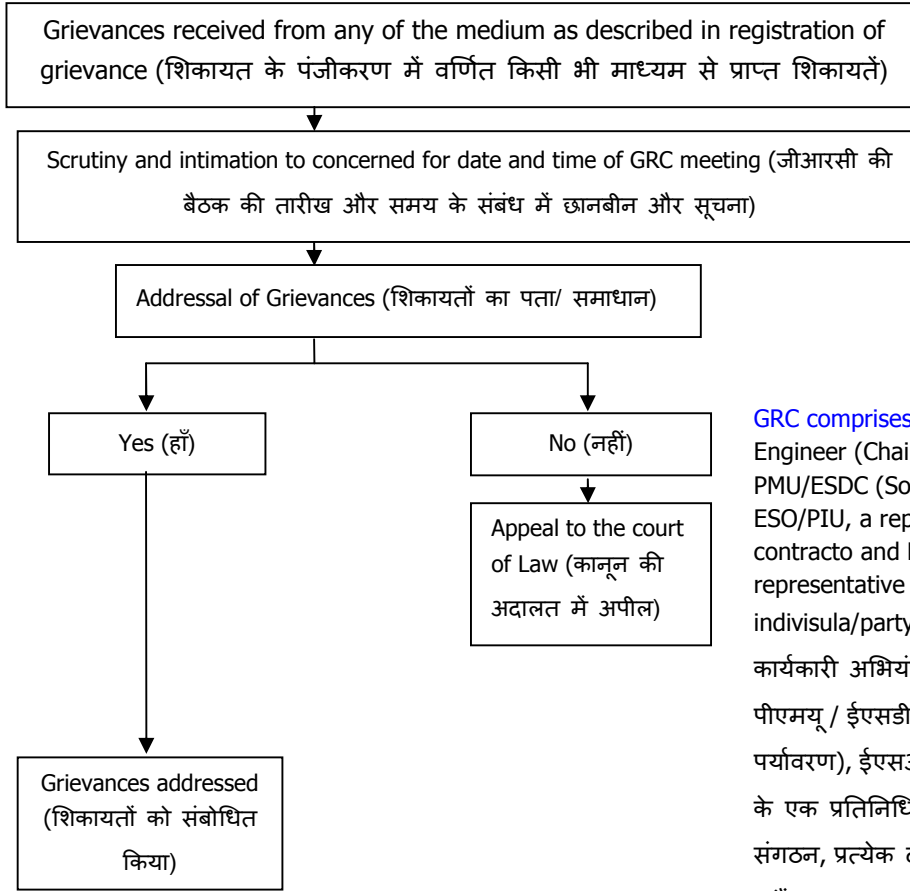 Grievances received from any of the medium as described in registration of
grievance (शिकायत के पंजीकरण में वर्णित किसी भी माध्यम से प्राप्त शिकायतें)
Scrutiny and intimation to concerned for date and time of GRC meeting (जीआरसी की
बैठक की तारीख और समय के संबंध में छानबीन और सूचना)
Addressal of Grievances (शिकायतों का पता/ समाधान)
Yes (हाँ)
No (नहीं)
Appeal to the court
of Law (कानून की
अदालत में अपील)
Grievances addressed
(शिकायतों को संबोधित
किया)
GRC comprises
Engineer (Chai
PMU/ESDC (So
ESO/PIU, a rep
contracto and
representative
indivisula/party
कार्यकारी
पीएमयू / ईएसडी
पर्यावरण),
के एक प्रतिनिधि
संगठन, प्रत्येक